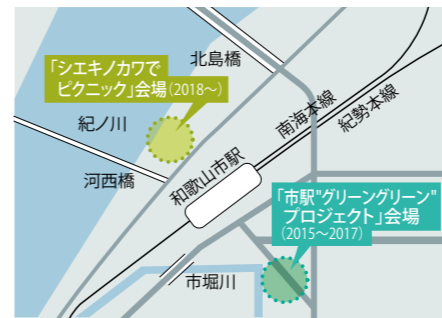 北島橋
「シエキノカワで
ピクニック」会場(2018〜)
紀ノ川
河西橋
南海本線
紀勢本線
和歌山市駅
「市駅"グリーングリーン"
プロジェクト」会場
(2015〜2017)
市堀川